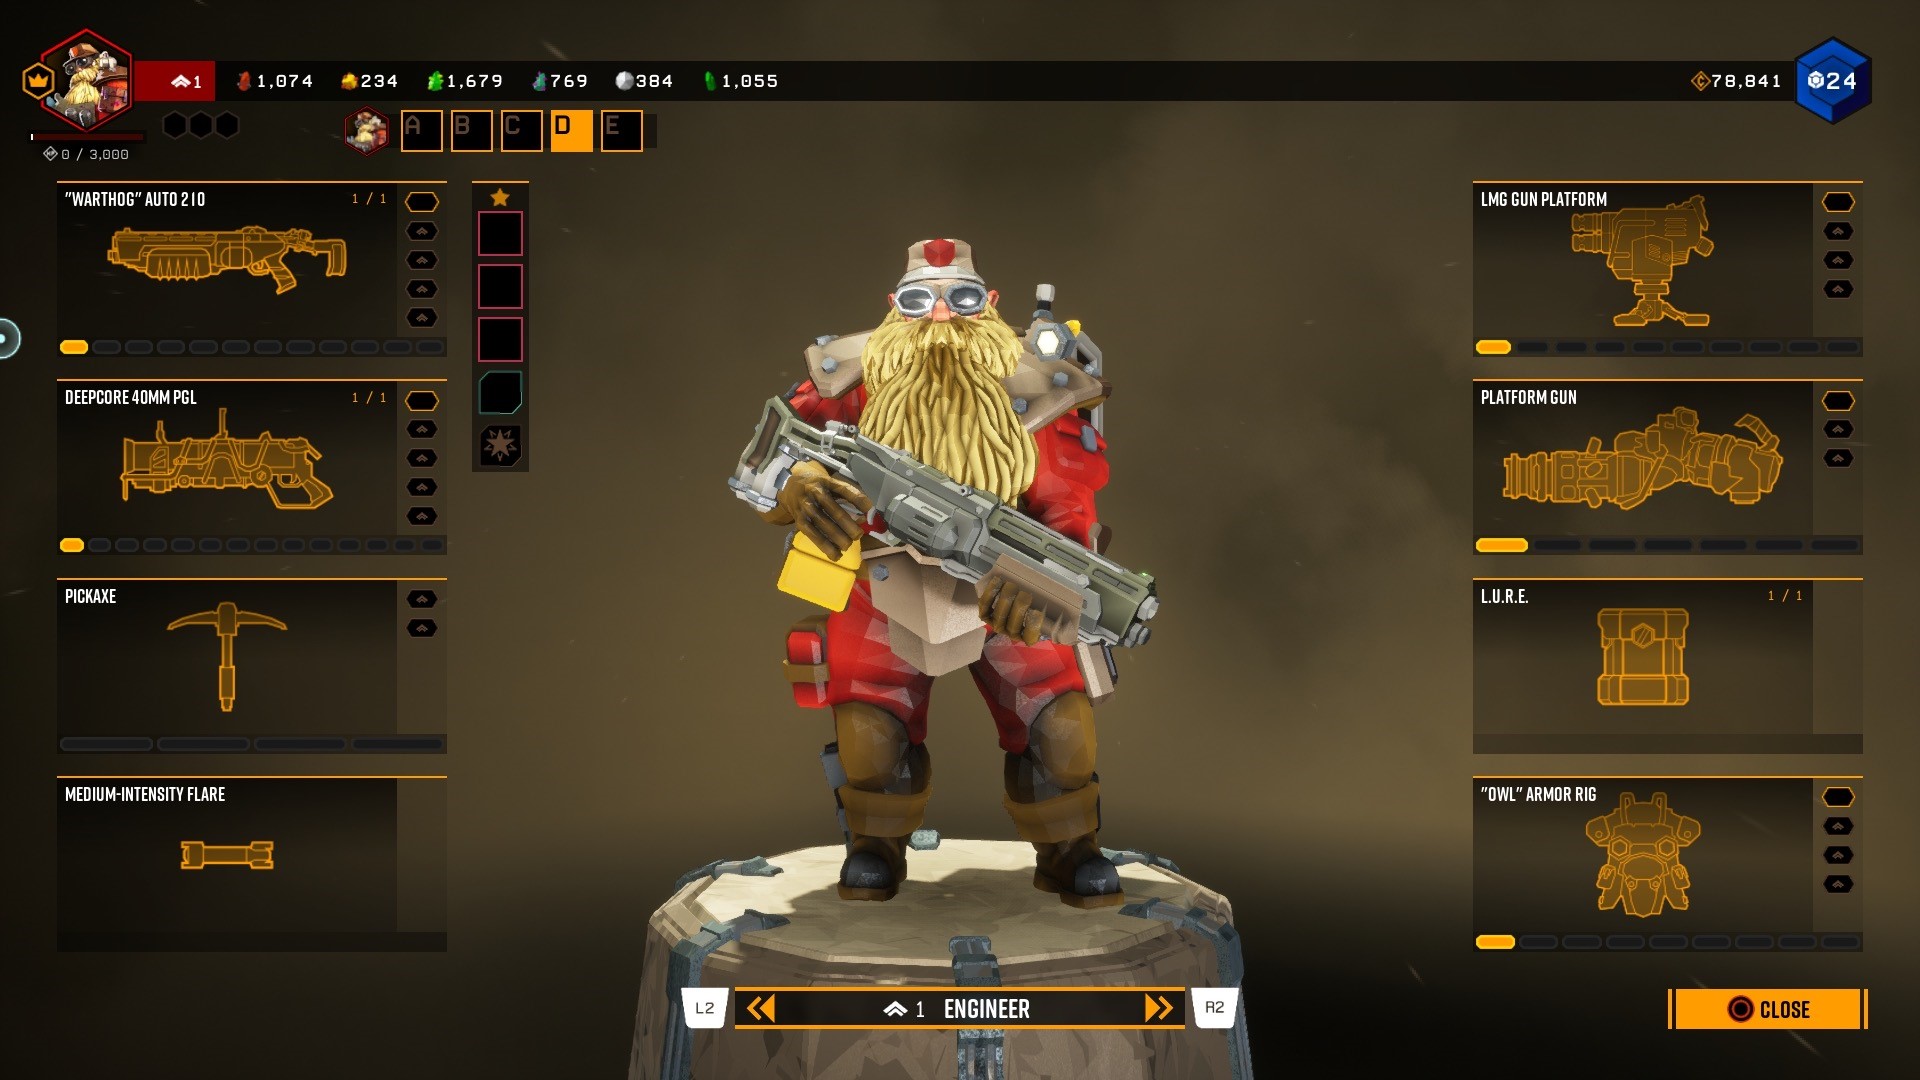 1 1,074 234 1,679 769 384 1,055 78,841 24
A B C D E
0 / 3,000
"WARTHOG" AUTO 210 1 / 1
DEEPCORE 40MM PGL 1 / 1
PICKAXE
MEDIUM-INTENSITY FLARE
LMG GUN PLATFORM
PLATFORM GUN
L.U.R.E. 1 / 1
"OWL" ARMOR RIG
L2 1 ENGINEER R2
CLOSE